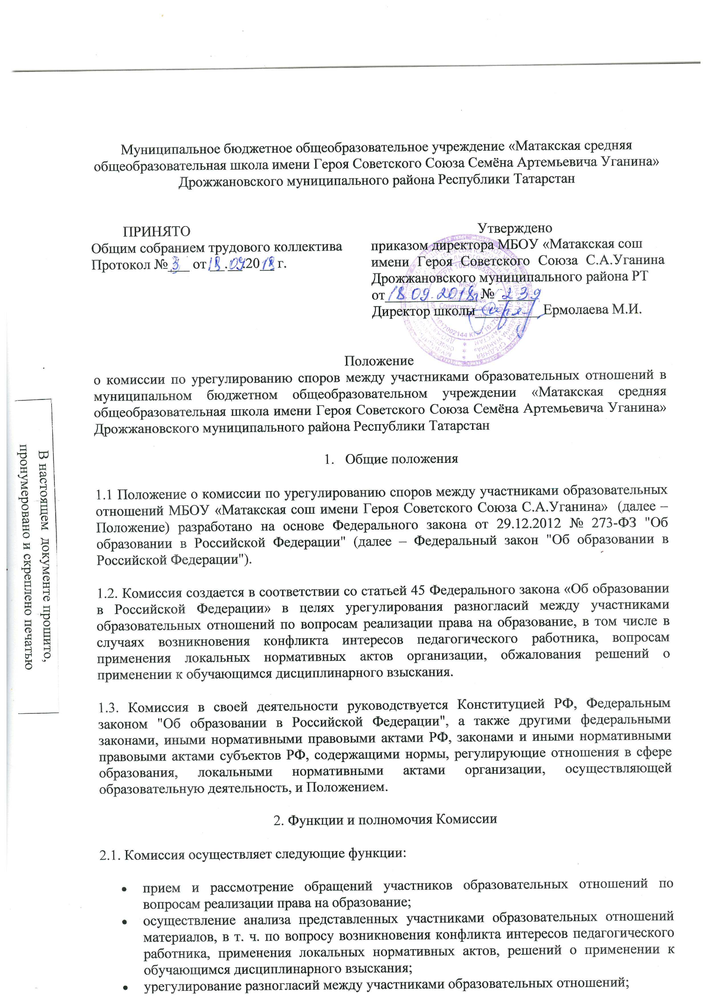 Муниципальное бюджетное общеобразовательное учреждение «Матакская средняя
общеобразовательная школа имени Героя Советского Союза Семёна Артемьевича Уганина»
Дрожжановского муниципального района Республики Татарстан
ПРИНЯТО
Общим собранием трудового коллектива
Протокол № 3 от 18.09.2018 г.
Утверждено
приказом директора МБОУ «Матакская сош
имени Героя Советского Союза С.А.Уганина
Дрожжановского муниципального района РТ
от 18.09.2018г № 239
Директор школы Ермолаева М.И.
Положение
о комиссии по урегулированию споров между участниками образовательных отношений в
муниципальном бюджетном общеобразовательном учреждении «Матакская средняя
общеобразовательная школа имени Героя Советского Союза Семёна Артемьевича Уганина»
Дрожжановского муниципального района Республики Татарстан
В настоящем документе прошито,
пронумеровано и скреплено печатью
1. Общие положения
1.1 Положение о комиссии по урегулированию споров между участниками образовательных
отношений МБОУ «Матакская сош имени Героя Советского Союза С.А.Уганина» (далее –
Положение) разработано на основе Федерального закона от 29.12.2012 № 273-ФЗ "Об
образовании в Российской Федерации" (далее – Федеральный закон "Об образовании в
Российской Федерации").
1.2. Комиссия создается в соответствии со статьей 45 Федерального закона «Об образовании
в Российской Федерации» в целях урегулирования разногласий между участниками
образовательных отношений по вопросам реализации права на образование, в том числе в
случаях возникновения конфликта интересов педагогического работника, вопросам
применения локальных нормативных актов организации, обжалования решений о
применении к обучающимся дисциплинарного взыскания.
1.3. Комиссия в своей деятельности руководствуется Конституцией РФ, Федеральным
законом "Об образовании в Российской Федерации", а также другими федеральными
законами, иными нормативными правовыми актами РФ, законами и иными нормативными
правовыми актами субъектов РФ, содержащими нормы, регулирующие отношения в сфере
образования, локальными нормативными актами организации, осуществляющей
образовательную деятельность, и Положением.
2. Функции и полномочия Комиссии
2.1. Комиссия осуществляет следующие функции:
• прием и рассмотрение обращений участников образовательных отношений по
вопросам реализации права на образование;
• осуществление анализа представленных участниками образовательных отношений
материалов, в т. ч. по вопросу возникновения конфликта интересов педагогического
работника, применения локальных нормативных актов, решений о применении к
обучающимся дисциплинарного взыскания;
• урегулирование разногласий между участниками образовательных отношений;